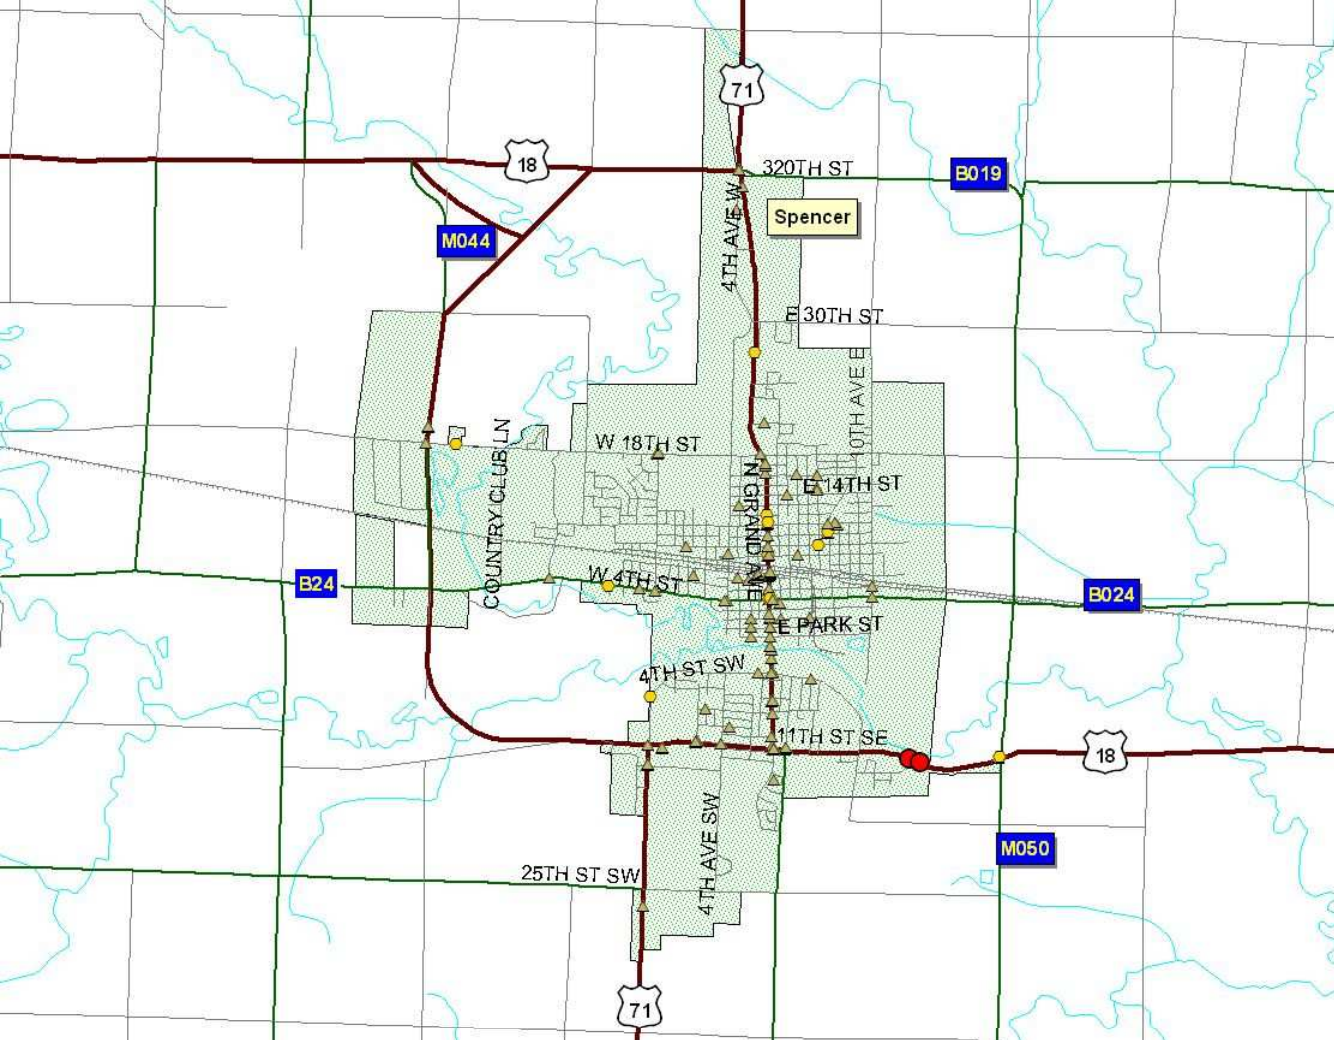 71
18
320TH ST
B019
4TH AVE W
Spencer
M044
E 30TH ST
10TH AVE E
COUNTRY CLUB LN
W 18TH ST
N GRAND AVE
E 14TH ST
B24
W 4TH ST
B024
E PARK ST
4TH ST SW
11TH ST SE
18
4TH AVE SW
M050
25TH ST SW
71